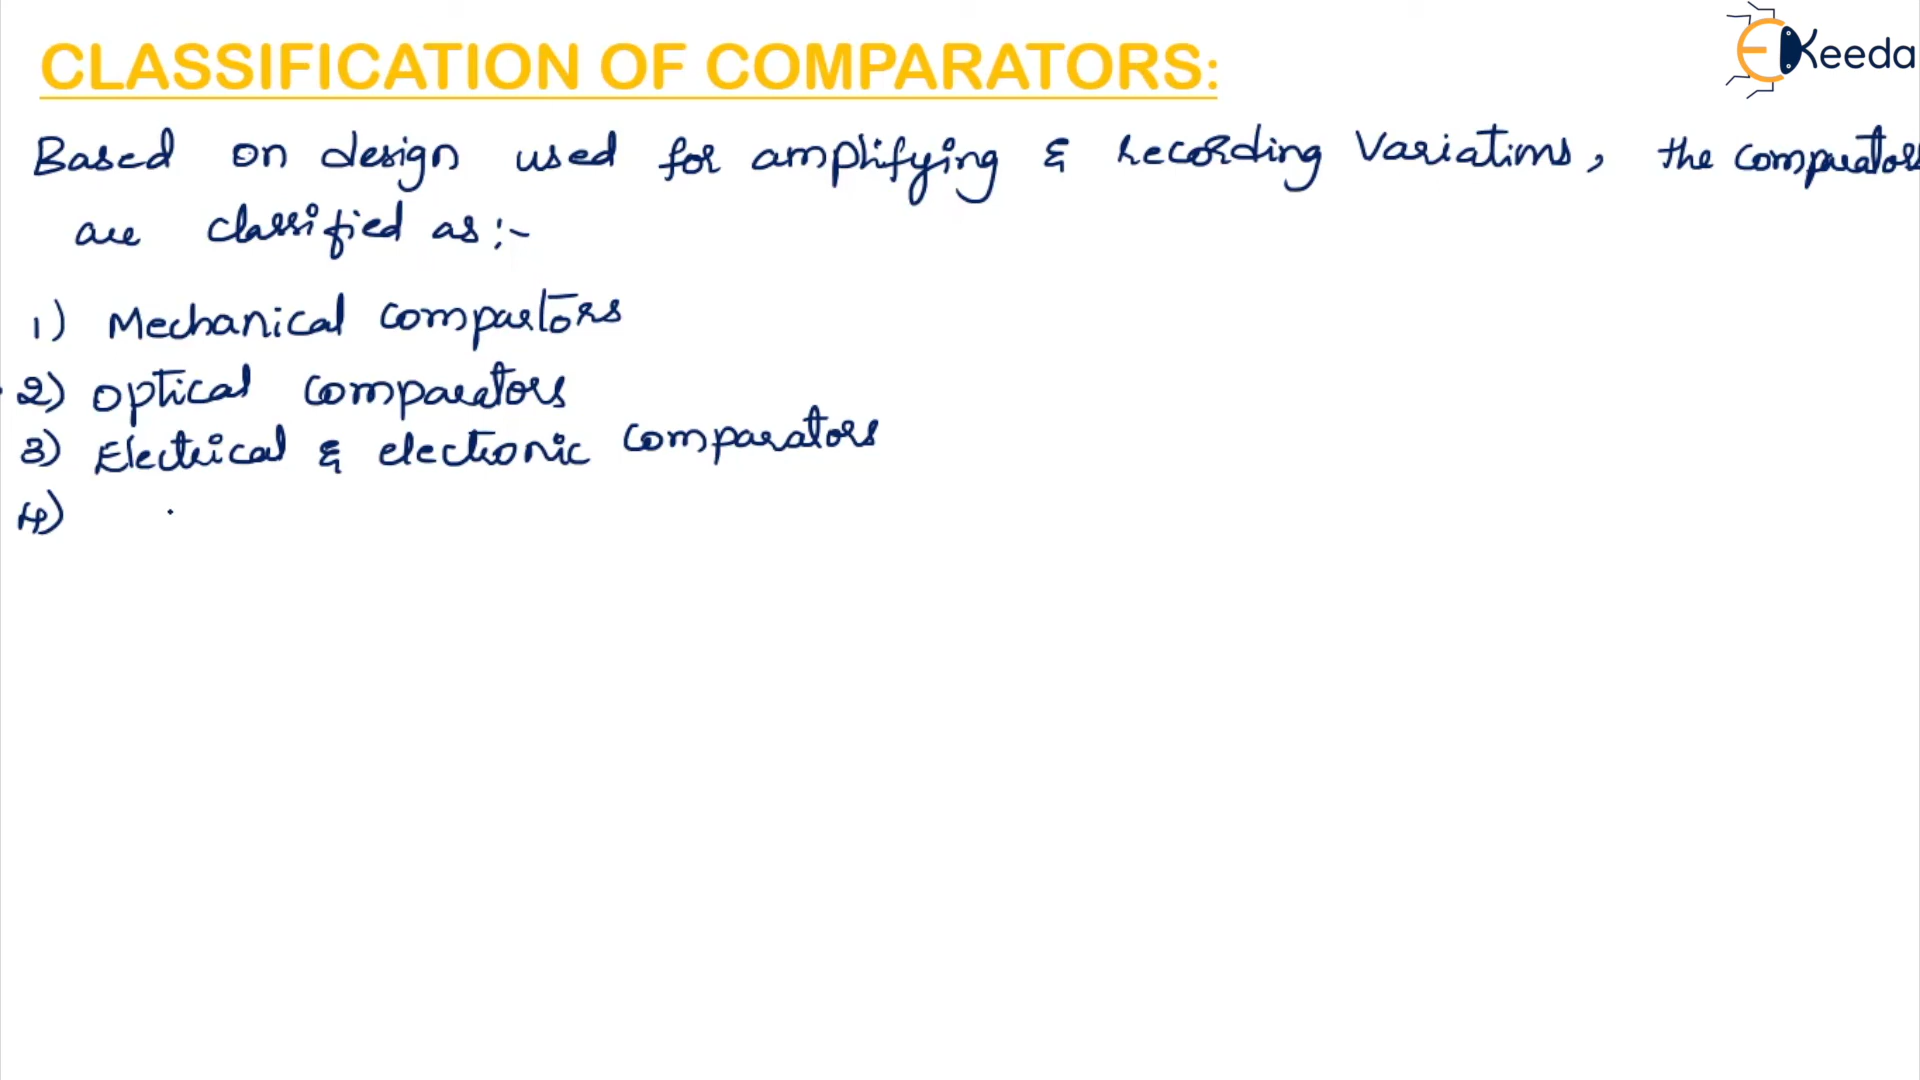 CLASSIFICATION OF COMPARATORS:
EKeeda
Based on design used for amplifying & recording Variations, the comparators
are classified as :-
1) Mechanical compartors
2) Optical comparators
3) Electrical & electronic comparators
4)